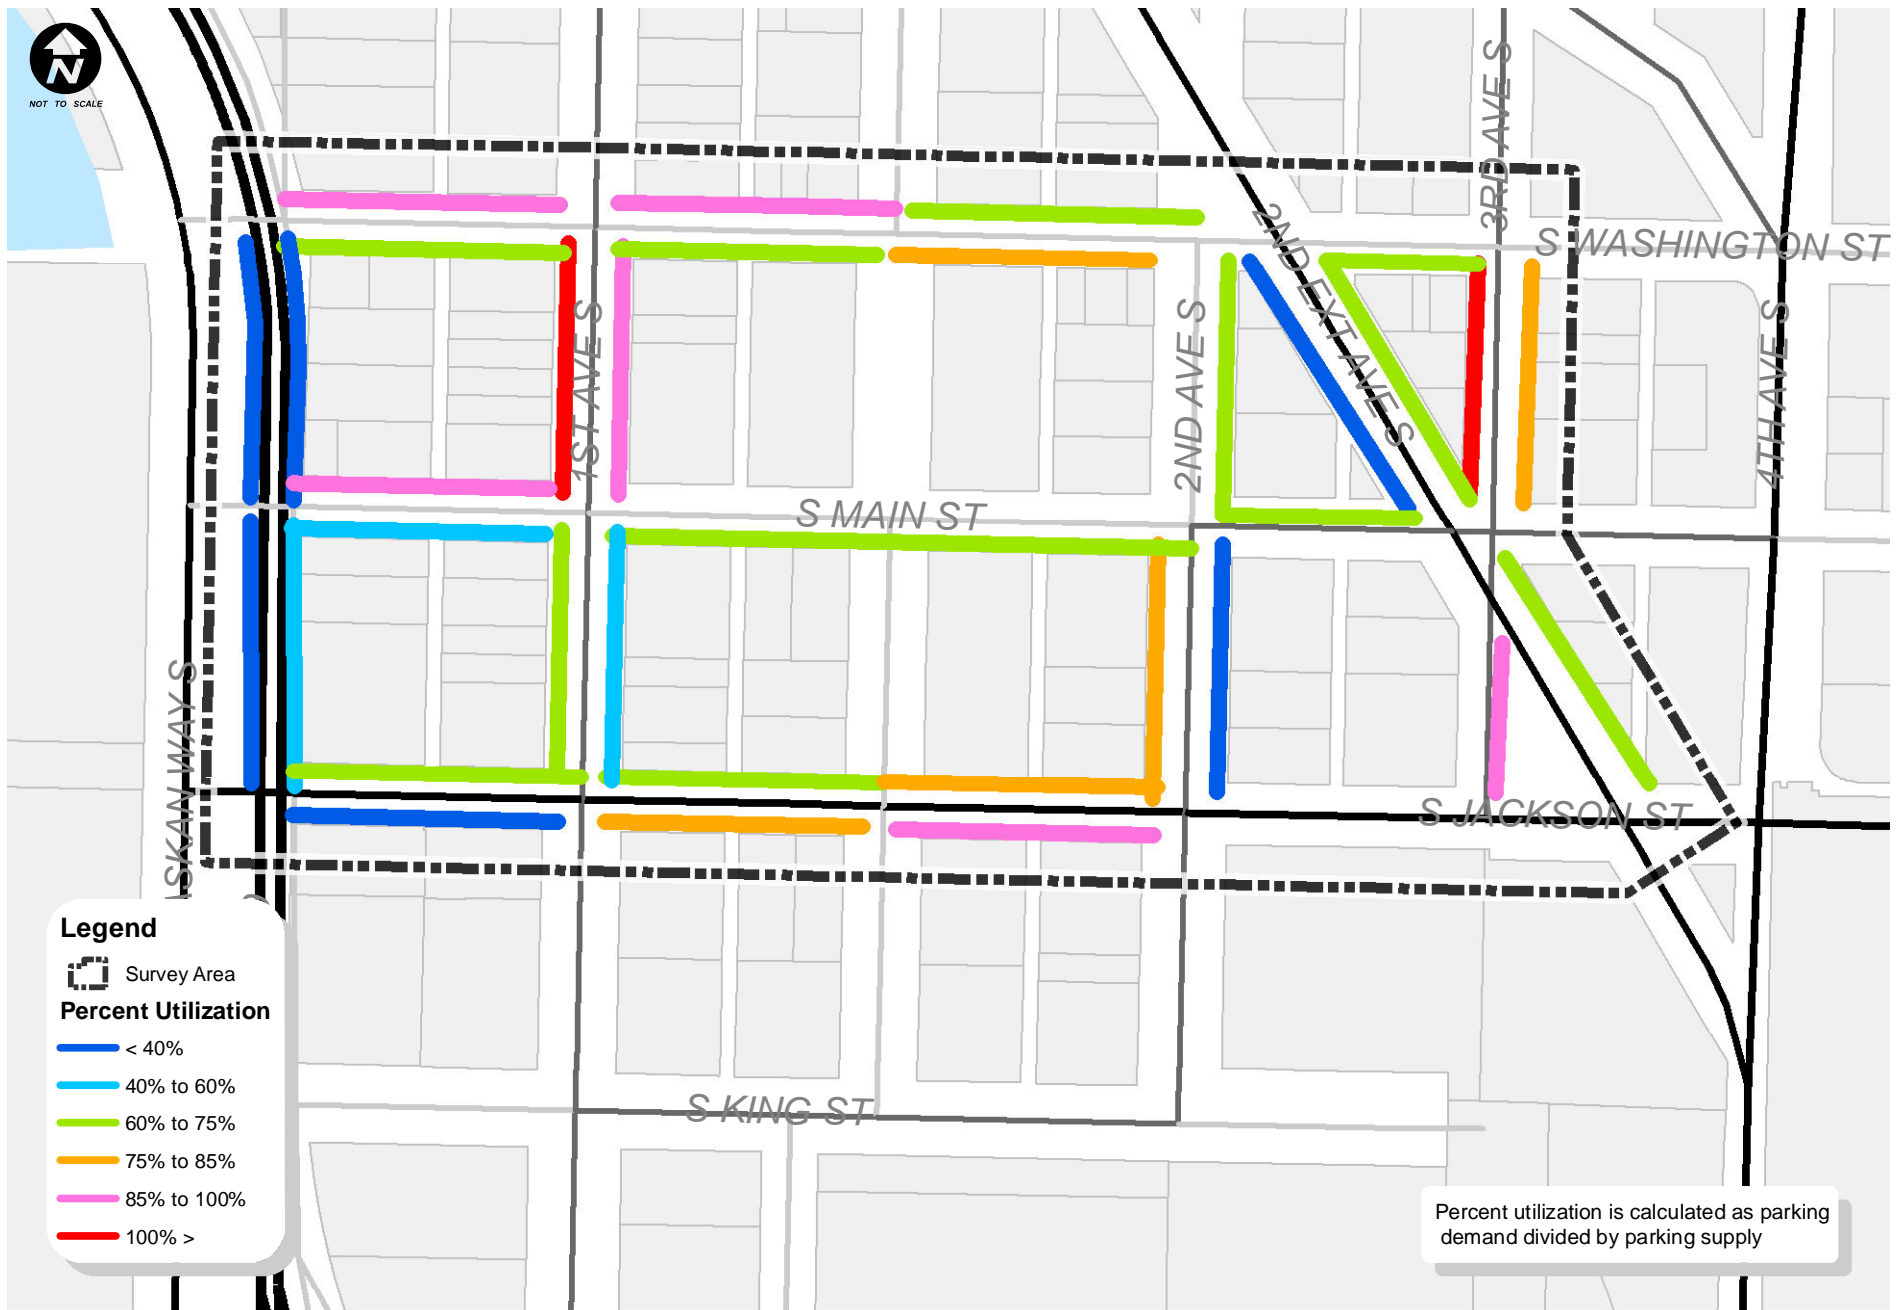 N
NOT TO SCALE
3RD AVE S
2ND EXT AVE S
S WASHINGTON ST
1ST AVE S
2ND AVE S
4TH AVE S
S MAIN ST
ASKAN WAY S
S JACKSON ST
S KING ST
Legend
Survey Area
Percent Utilization
< 40%
40% to 60%
60% to 75%
75% to 85%
85% to 100%
100% >
Percent utilization is calculated as parking
demand divided by parking supply